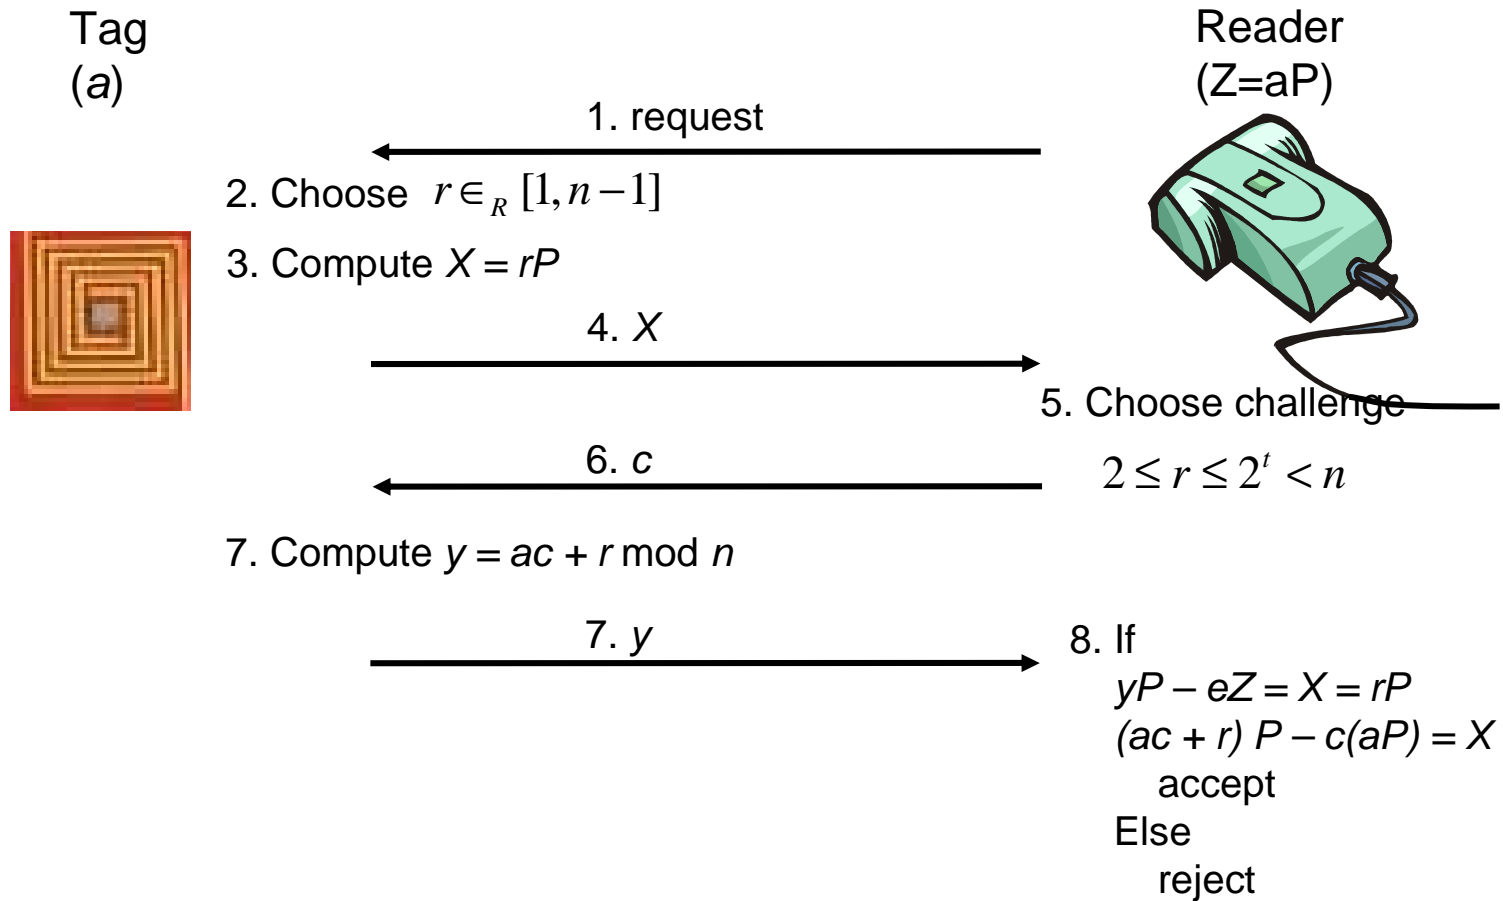 Tag
(a)
Reader
(Z=aP)
1. request
2. Choose r ∈_R [1, n − 1]
3. Compute X = rP
4. X
5. Choose challenge
2 ≤ r ≤ 2^t < n
6. c
7. Compute y = ac + r mod n
7. y
8. If
yP – eZ = X = rP
(ac + r) P – c(aP) = X
accept
Else
reject